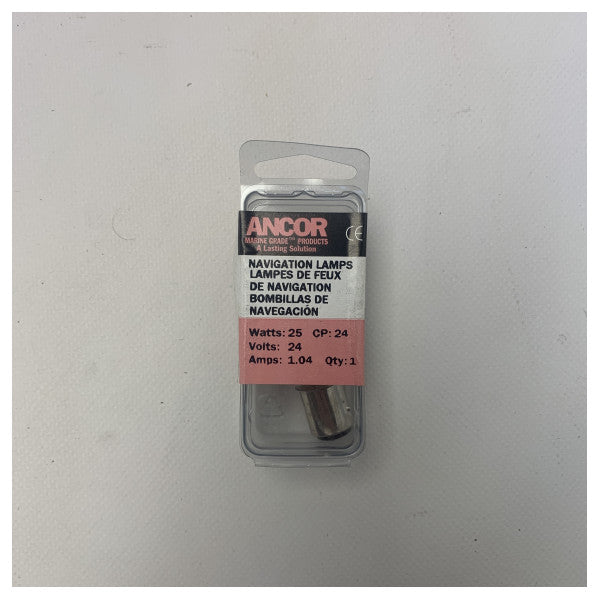 ANCOR
MARINE GRADE™ PRODUCTS
A Lasting Solution
CE
NAVIGATION LAMPS
LAMPES DE FEUX
DE NAVIGATION
BOMBILLAS DE
NAVEGACIÓN
Watts: 25 CP: 24
Volts: 24
Amps: 1.04 Qty: 1